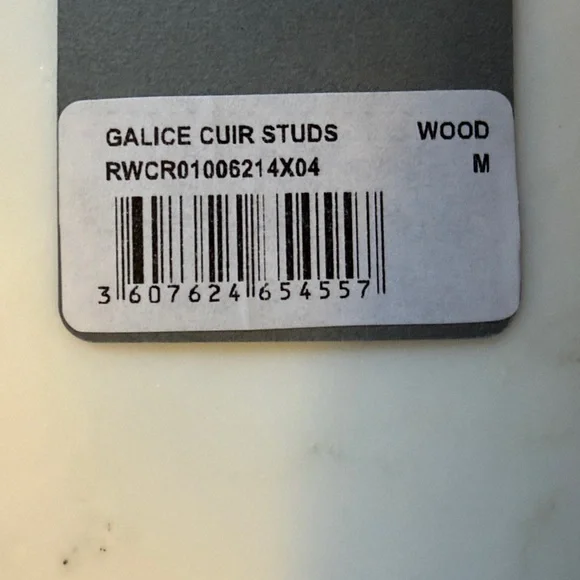 GALICE CUIR STUDS WOOD
RWCR01006214X04 M
3 607624 654557